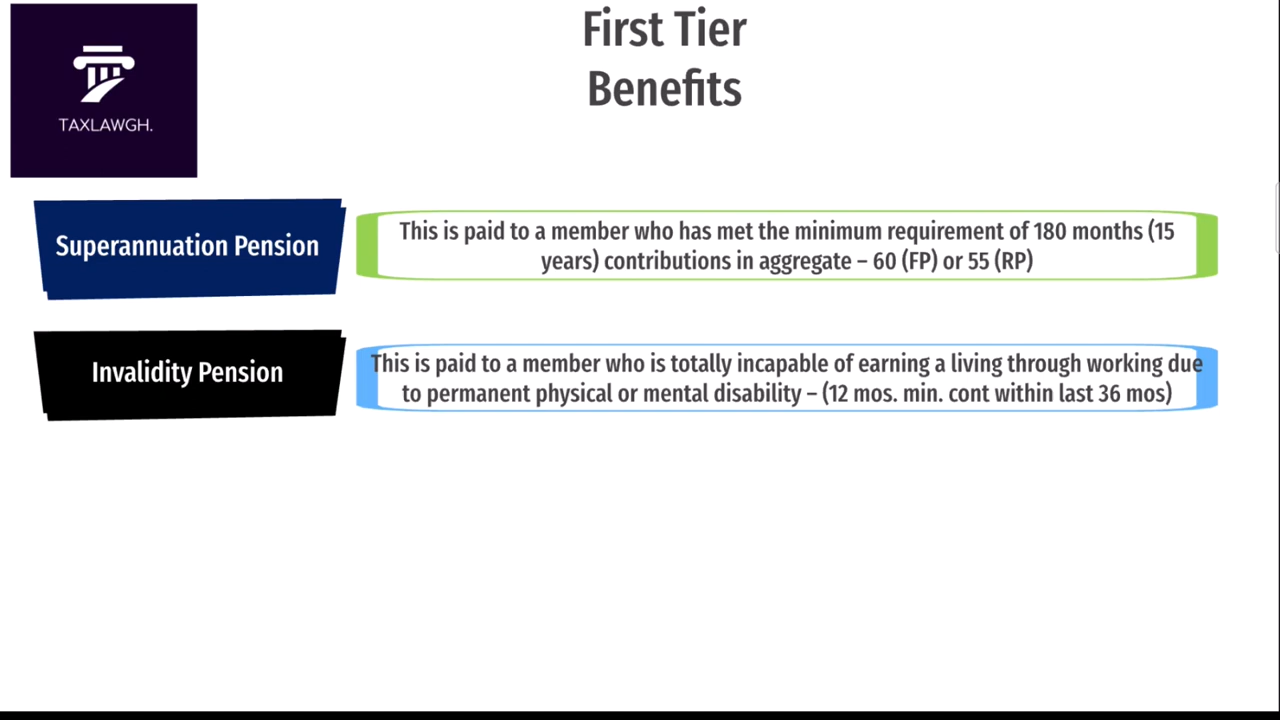 TAXLAWGH.
First Tier
Benefits
Superannuation Pension
This is paid to a member who has met the minimum requirement of 180 months (15
years) contributions in aggregate – 60 (FP) or 55 (RP)
Invalidity Pension
This is paid to a member who is totally incapable of earning a living through working due
to permanent physical or mental disability – (12 mos. min. cont within last 36 mos)